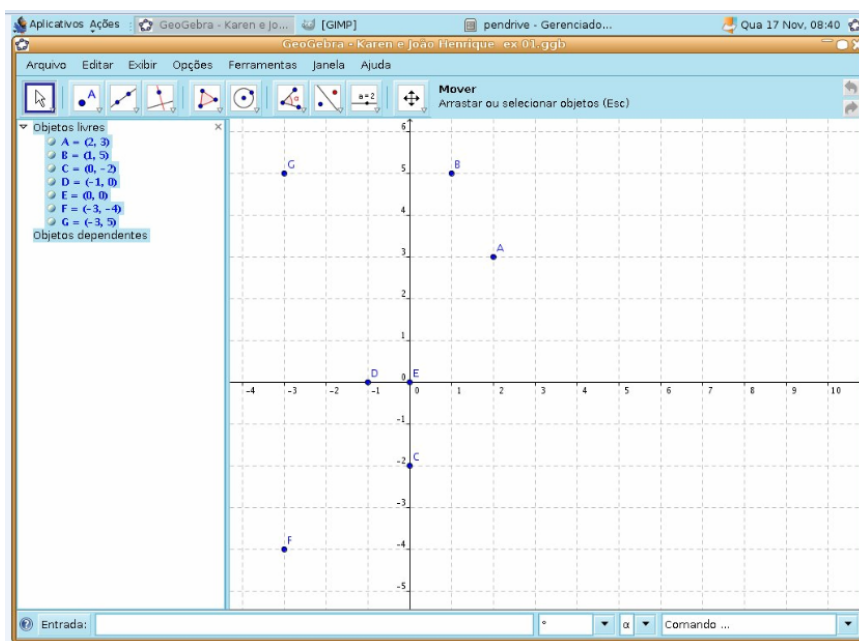 Aplicativos Ações GeoGebra - Karen e Jo... [GIMP] pendrive - Gerenciado... Qua 17 Nov, 08:40
GeoGebra - Karen e João Henrique ex 01.ggb
Arquivo Editar Exibir Opções Ferramentas Janela Ajuda
A a=2 Mover
Arrastar ou selecionar objetos (Esc)
Objetos livres
A = (2, 3)
B = (1, 5)
C = (0, -2)
D = (-1, 0)
E = (0, 0)
F = (-3, -4)
G = (-3, 5)
Objetos dependentes
6
G B
5
4
A
3
2
1
D E
0
-4 -3 -2 -1 0 1 2 3 4 5 6 7 8 9 10
-1
C
-2
-3
F
-4
-5
Entrada: ° α Comando ...